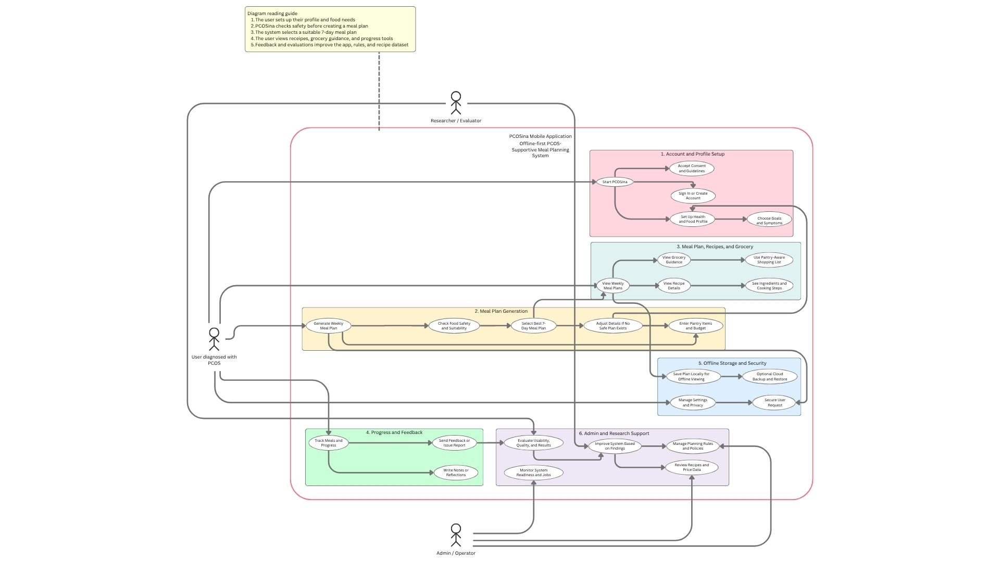 Diagram reading guide
1. The user sets up their profile and food needs
2. PCOSina checks safety before creating a meal plan
3. The system selects a suitable 7-day meal plan
4. The user views receipes, grocery guidance, and progress tools
5. Feedback and evaluations improve the app, rules, and recipe dataset
Researcher / Evaluator
PCOSina Mobile Application
Offline-first PCOS-
Supportive Meal Planning
System
1. Account and Profile Setup
Accept Consent
and Guidelines
Start PCOSina
Sign In or Create
Account
Set Up Health
and Food Profile
Choose Goals
and Symptoms
3. Meal Plan, Recipes, and Grocery
View Grocery
Guidance
Use Pantry-Aware
Shopping List
View Weekly
Meal Plans
View Recipe
Details
See Ingredients and
Cooking Steps
2. Meal Plan Generation
Generate Weekly
Meal Plan
Check Food Safety
and Suitability
Select Best 7-
Day Meal Plan
Adjust Details if No
Safe Plan Exists
Enter Pantry Items
and Budget
User diagnosed with
PCOS
5. Offline Storage and Security
Save Plan Locally for
Offline Viewing
Optional Cloud
Backup and Restore
Manage Settings
and Privacy
Secure User
Request
4. Progress and Feedback
Track Meals and
Progress
Send Feedback or
Issue Report
Write Notes or
Reflections
6. Admin and Research Support
Evaluate Usability,
Quality, and Results
Improve System Based
on Findings
Manage Planning Rules
and Policies
Monitor System
Readiness and Jobs
Review Recipes and
Price Data
Admin / Operator